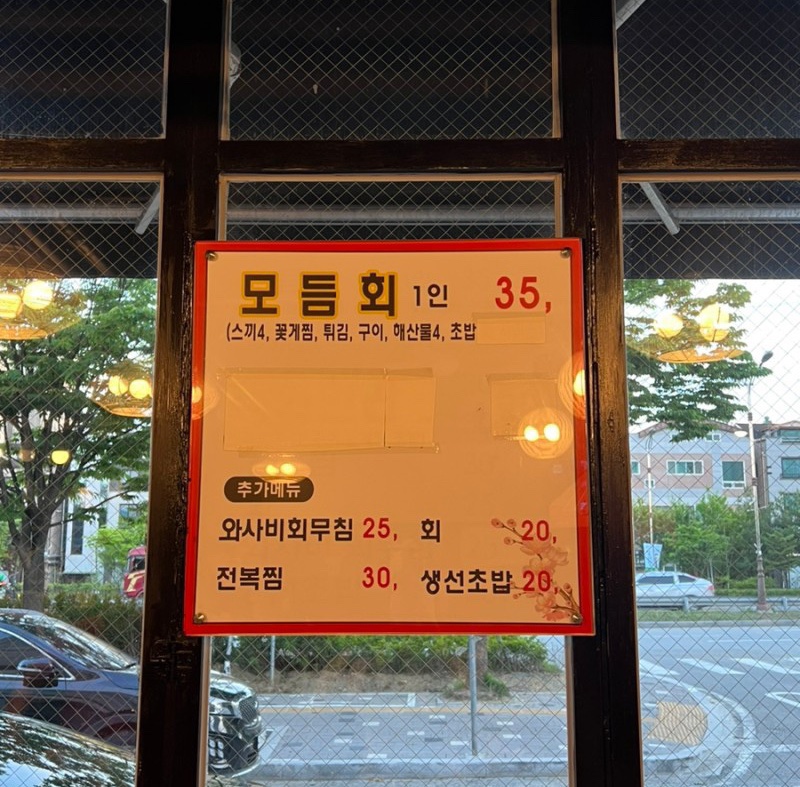 모듬회 1인 35,
(스끼4, 꽃게찜, 튀김, 구이, 해산물4, 초밥
추가메뉴
와사비회무침 25, 회 20,
전복찜 30, 생선초밥 20,